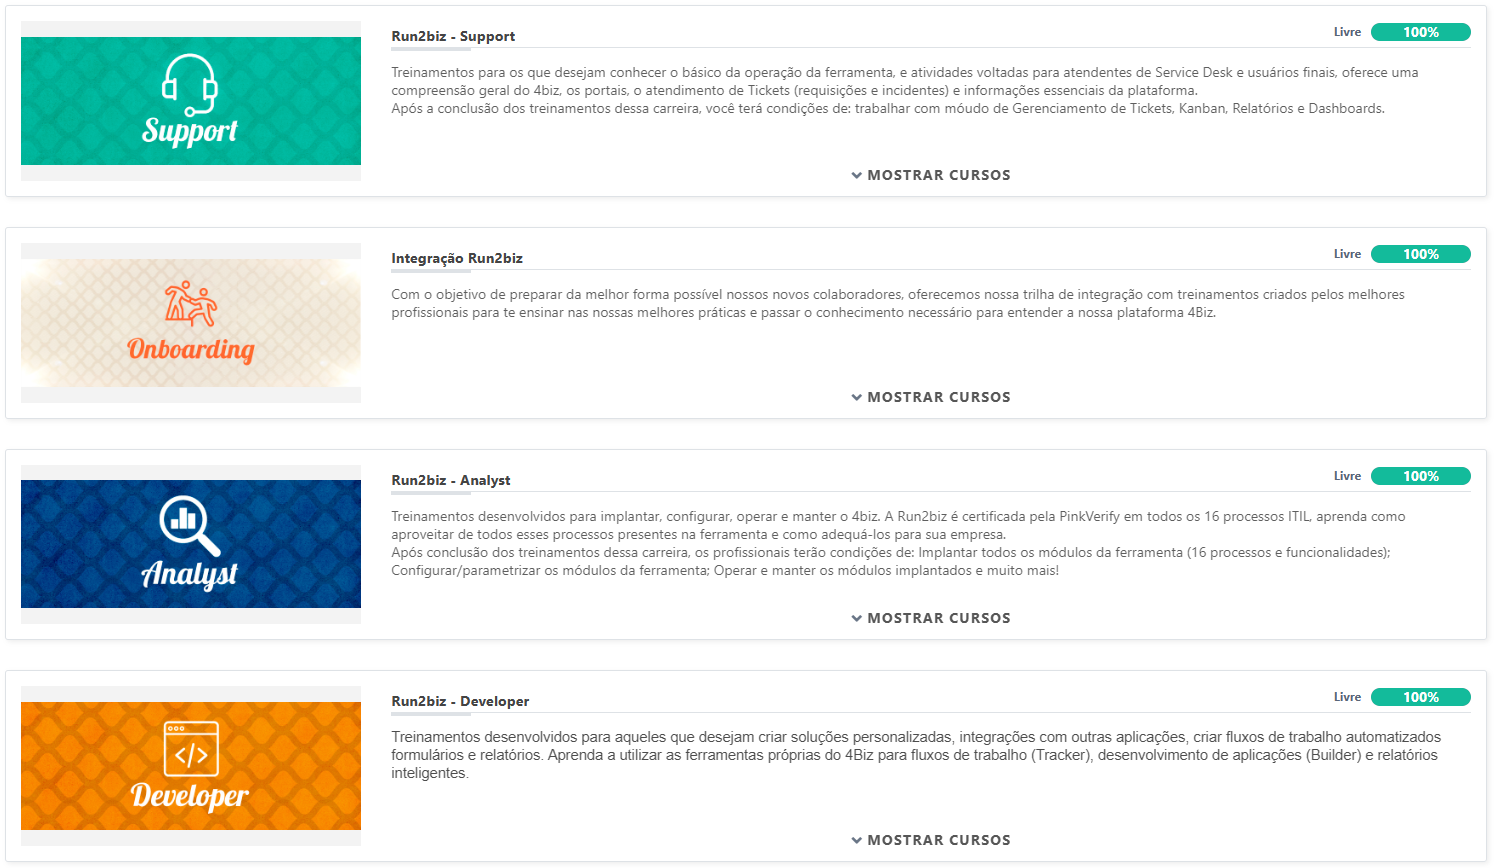 Support
Run2biz - Support
Livre 100%
Treinamentos para os que desejam conhecer o básico da operação da ferramenta, e atividades voltadas para atendentes de Service Desk e usuários finais, oferece uma
compreensão geral do 4biz, os portais, o atendimento de Tickets (requisições e incidentes) e informações essenciais da plataforma.
Após a conclusão dos treinamentos dessa carreira, você terá condições de: trabalhar com móudo de Gerenciamento de Tickets, Kanban, Relatórios e Dashboards.
MOSTRAR CURSOS
Onboarding
Integração Run2biz
Livre 100%
Com o objetivo de preparar da melhor forma possível nossos novos colaboradores, oferecemos nossa trilha de integração com treinamentos criados pelos melhores
profissionais para te ensinar nas nossas melhores práticas e passar o conhecimento necessário para entender a nossa plataforma 4Biz.
MOSTRAR CURSOS
Analyst
Run2biz - Analyst
Livre 100%
Treinamentos desenvolvidos para implantar, configurar, operar e manter o 4biz. A Run2biz é certificada pela PinkVerify em todos os 16 processos ITIL, aprenda como
aproveitar de todos esses processos presentes na ferramenta e como adequá-los para sua empresa.
Após conclusão dos treinamentos dessa carreira, os profissionais terão condições de: Implantar todos os módulos da ferramenta (16 processos e funcionalidades);
Configurar/parametrizar os módulos da ferramenta; Operar e manter os módulos implantados e muito mais!
MOSTRAR CURSOS
Developer
Run2biz - Developer
Livre 100%
Treinamentos desenvolvidos para aqueles que desejam criar soluções personalizadas, integrações com outras aplicações, criar fluxos de trabalho automatizados
formulários e relatórios. Aprenda a utilizar as ferramentas próprias do 4Biz para fluxos de trabalho (Tracker), desenvolvimento de aplicações (Builder) e relatórios
inteligentes.
MOSTRAR CURSOS